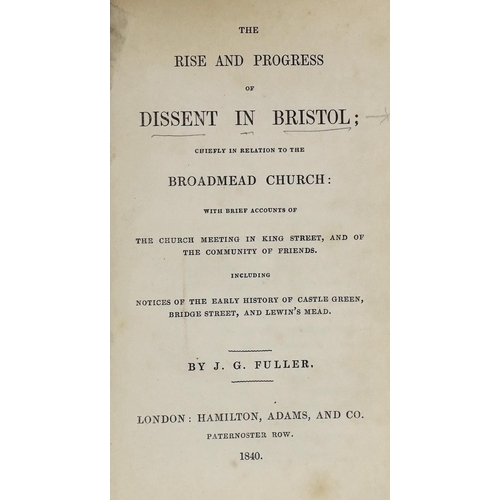 THE
RISE AND PROGRESS
OF
DISSENT IN BRISTOL;
CHIEFLY IN RELATION TO THE
BROADMEAD CHURCH:
WITH BRIEF ACCOUNTS OF
THE CHURCH MEETING IN KING STREET, AND OF
THE COMMUNITY OF FRIENDS.
INCLUDING
NOTICES OF THE EARLY HISTORY OF CASTLE GREEN,
BRIDGE STREET, AND LEWIN'S MEAD.
BY J. G. FULLER.
LONDON: HAMILTON, ADAMS, AND CO.
PATERNOSTER ROW.
1840.